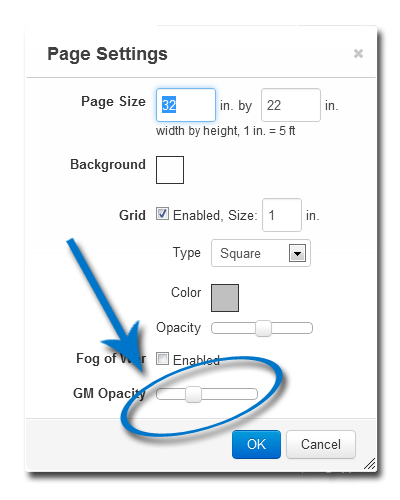 Page Settings ×
Page Size 32 in. by 22 in.
width by height, 1 in. = 5 ft
Background
Grid Enabled, Size: 1 in.
Type Square
Color
Opacity
Fog of War Enabled
GM Opacity
OK Cancel